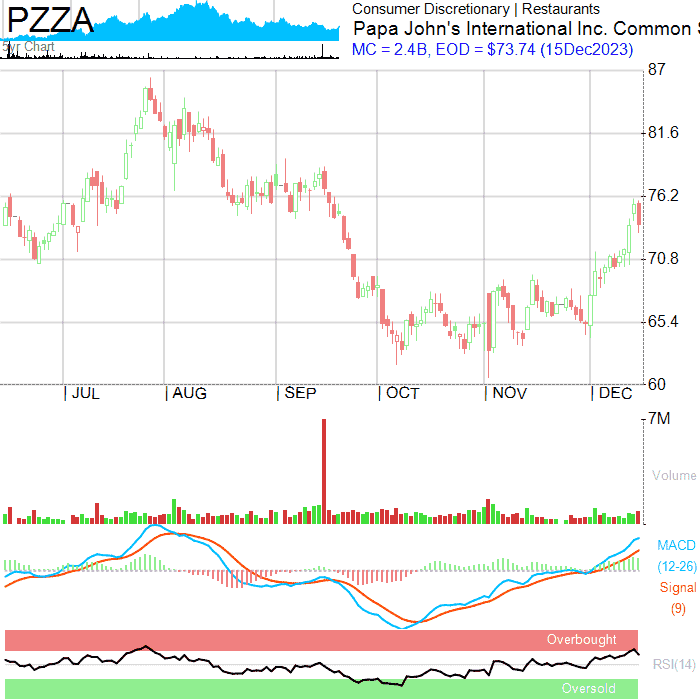 PZZA
5yr Chart
Consumer Discretionary | Restaurants
Papa John's International Inc. Common
MC = 2.4B, EOD = $73.74 (15Dec2023)
87
81.6
76.2
70.8
65.4
60
| JUL | AUG | SEP | OCT | NOV | DEC
7M
Volume
MACD
(12-26)
Signal
(9)
Overbought
RSI(14)
Oversold